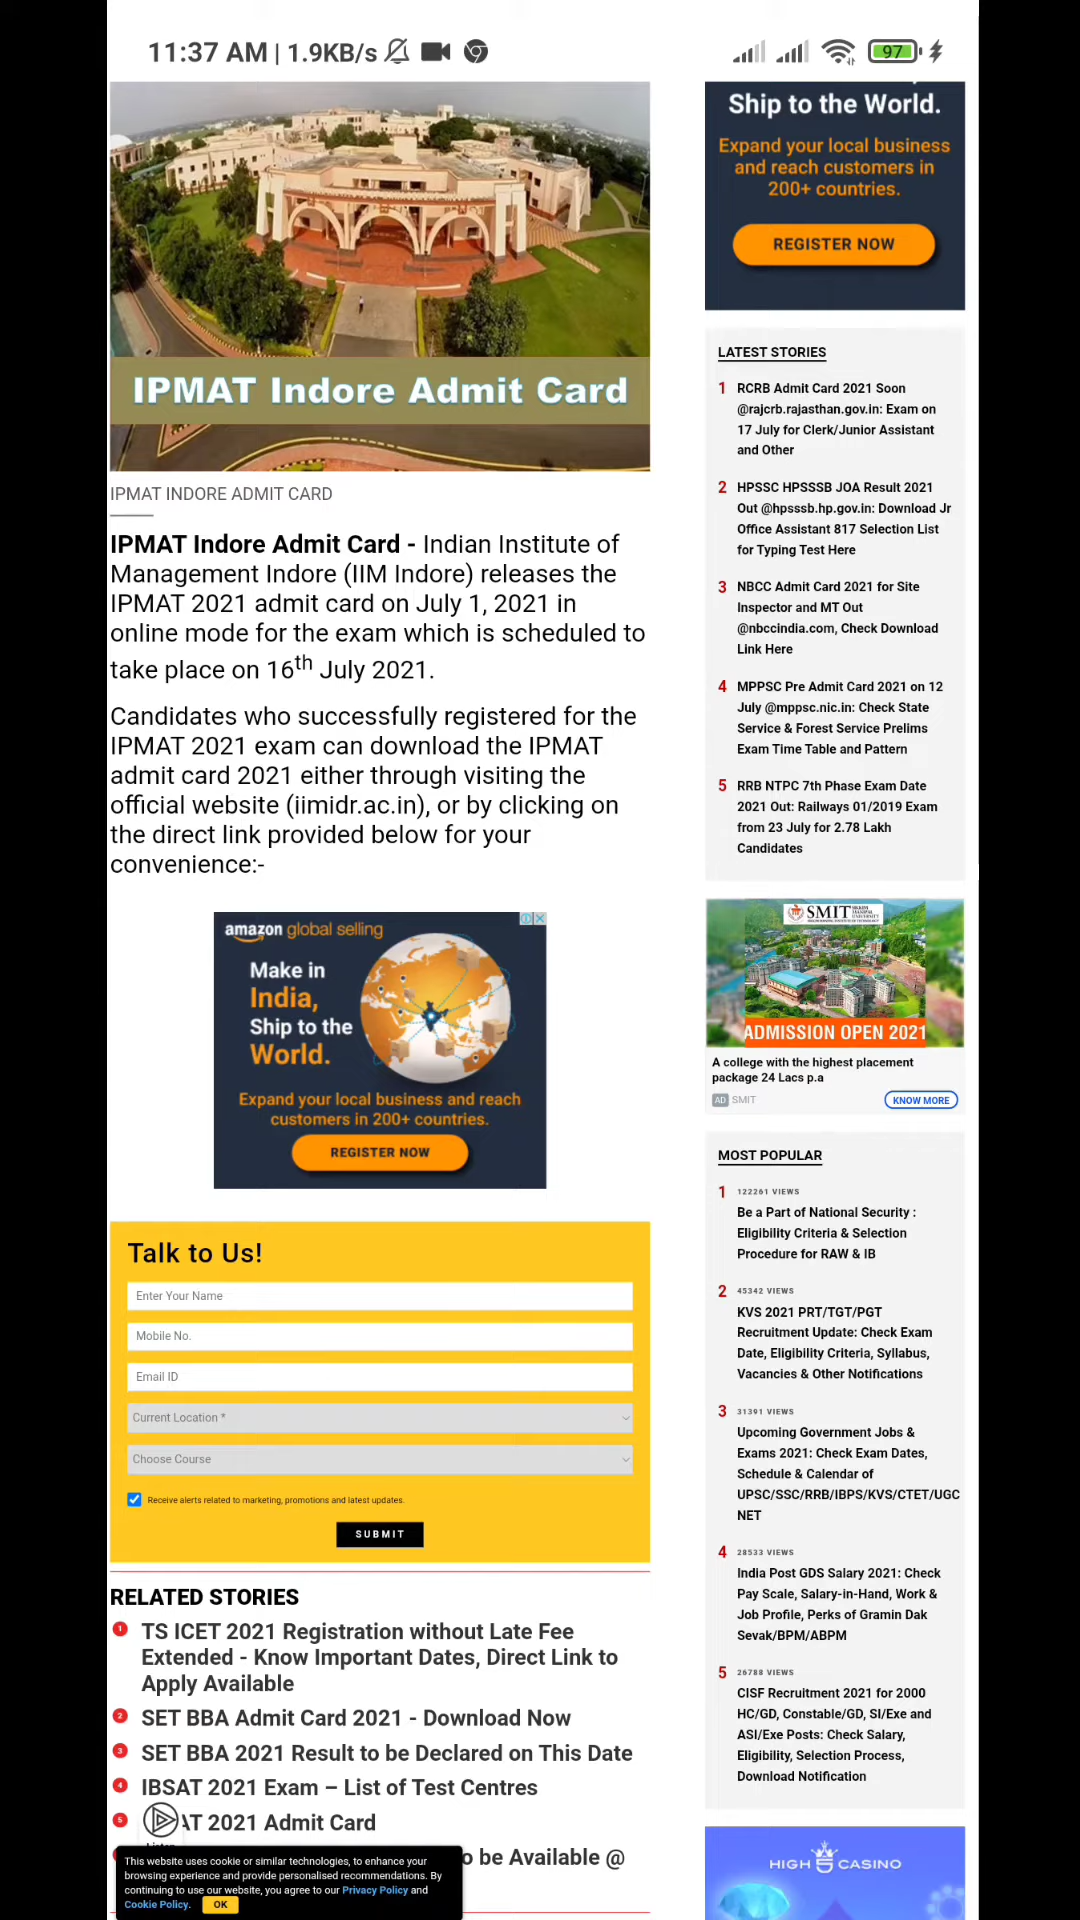 11:37 AM | 1.9KB/s
97
IPMAT Indore Admit Card
IPMAT INDORE ADMIT CARD
IPMAT Indore Admit Card - Indian Institute of
Management Indore (IIM Indore) releases the
IPMAT 2021 admit card on July 1, 2021 in
online mode for the exam which is scheduled to
take place on 16th July 2021.
Candidates who successfully registered for the
IPMAT 2021 exam can download the IPMAT
admit card 2021 either through visiting the
official website (iimidr.ac.in), or by clicking on
the direct link provided below for your
convenience:-
amazon global selling
Make in
India,
Ship to the
World.
Expand your local business and reach
customers in 200+ countries.
REGISTER NOW
Talk to Us!
Enter Your Name
Mobile No.
Email ID
Current Location *
Choose Course
Receive alerts related to marketing, promotions and latest updates.
SUBMIT
RELATED STORIES
1 TS ICET 2021 Registration without Late Fee
Extended - Know Important Dates, Direct Link to
Apply Available
2 SET BBA Admit Card 2021 - Download Now
3 SET BBA 2021 Result to be Declared on This Date
4 IBSAT 2021 Exam – List of Test Centres
5 AT 2021 Admit Card
o be Available @
This website uses cookie or similar technologies, to enhance your
browsing experience and provide personalised recommendations. By
continuing to use our website, you agree to our Privacy Policy and
Cookie Policy. OK
Ship to the World.
Expand your local business
and reach customers in
200+ countries.
REGISTER NOW
LATEST STORIES
1 RCRB Admit Card 2021 Soon
@rajcrb.rajasthan.gov.in: Exam on
17 July for Clerk/Junior Assistant
and Other
2 HPSSC HPSSSB JOA Result 2021
Out @hpsssb.hp.gov.in: Download Jr
Office Assistant 817 Selection List
for Typing Test Here
3 NBCC Admit Card 2021 for Site
Inspector and MT Out
@nbccindia.com, Check Download
Link Here
4 MPPSC Pre Admit Card 2021 on 12
July @mppsc.nic.in: Check State
Service & Forest Service Prelims
Exam Time Table and Pattern
5 RRB NTPC 7th Phase Exam Date
2021 Out: Railways 01/2019 Exam
from 23 July for 2.78 Lakh
Candidates
SMIT
ADMISSION OPEN 2021
A college with the highest placement
package 24 Lacs p.a
AD SMIT
KNOW MORE
MOST POPULAR
1 122261 VIEWS
Be a Part of National Security :
Eligibility Criteria & Selection
Procedure for RAW & IB
2 45342 VIEWS
KVS 2021 PRT/TGT/PGT
Recruitment Update: Check Exam
Date, Eligibility Criteria, Syllabus,
Vacancies & Other Notifications
3 31391 VIEWS
Upcoming Government Jobs &
Exams 2021: Check Exam Dates,
Schedule & Calendar of
UPSC/SSC/RRB/IBPS/KVS/CTET/UGC
NET
4 28533 VIEWS
India Post GDS Salary 2021: Check
Pay Scale, Salary-in-Hand, Work &
Job Profile, Perks of Gramin Dak
Sevak/BPM/ABPM
5 26788 VIEWS
CISF Recruitment 2021 for 2000
HC/GD, Constable/GD, SI/Exe and
ASI/Exe Posts: Check Salary,
Eligibility, Selection Process,
Download Notification
HIGH 5 CASINO